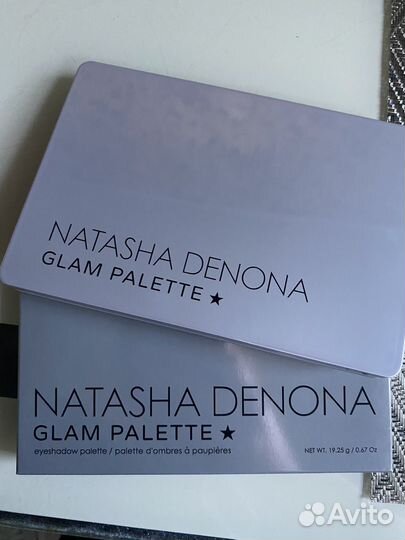 NATASHA DENONA
GLAM PALETTE ★
NATASHA DENONA
GLAM PALETTE ★
eyeshadow palette / palette d'ombres à paupières
NET WT. 19.25 g / 0.67 Oz
Avito